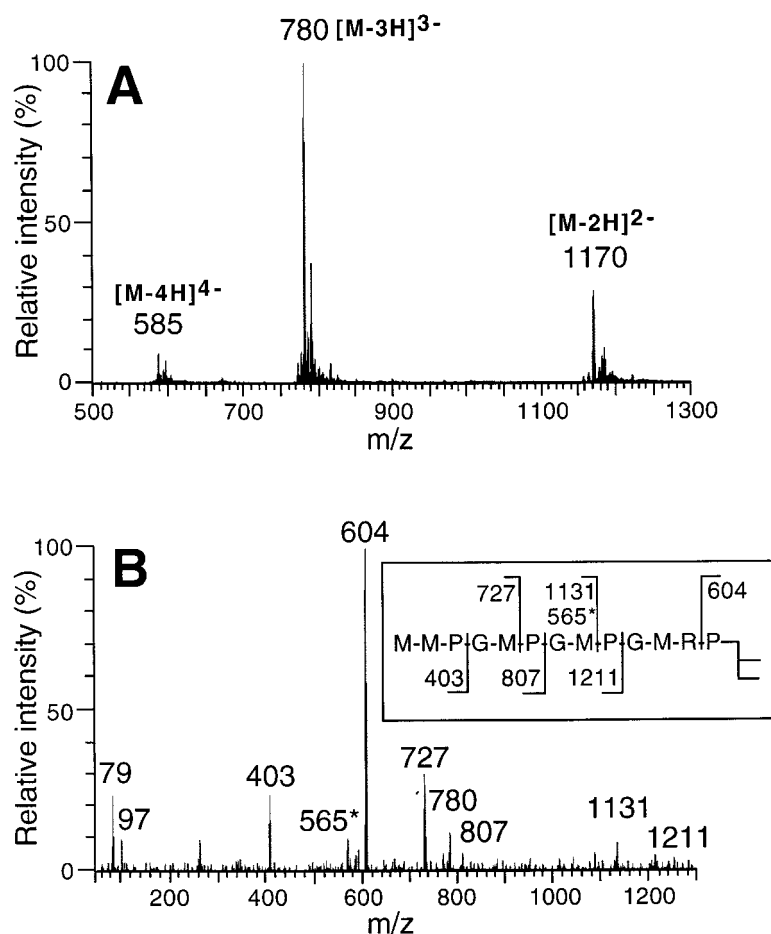 780 [M-3H]3-
A
Relative intensity (%)
100
50
0
[M-4H]4-
585
[M-2H]2-
1170
500 700 900 1100 1300
m/z
B
Relative intensity (%)
100
50
0
604
727 1131 604
565*
M-M-P-G-M-P-G-M-P-G-M-R-P
403 807 1211
79
97
403
565*
727
780
807
1131
1211
200 400 600 800 1000 1200
m/z